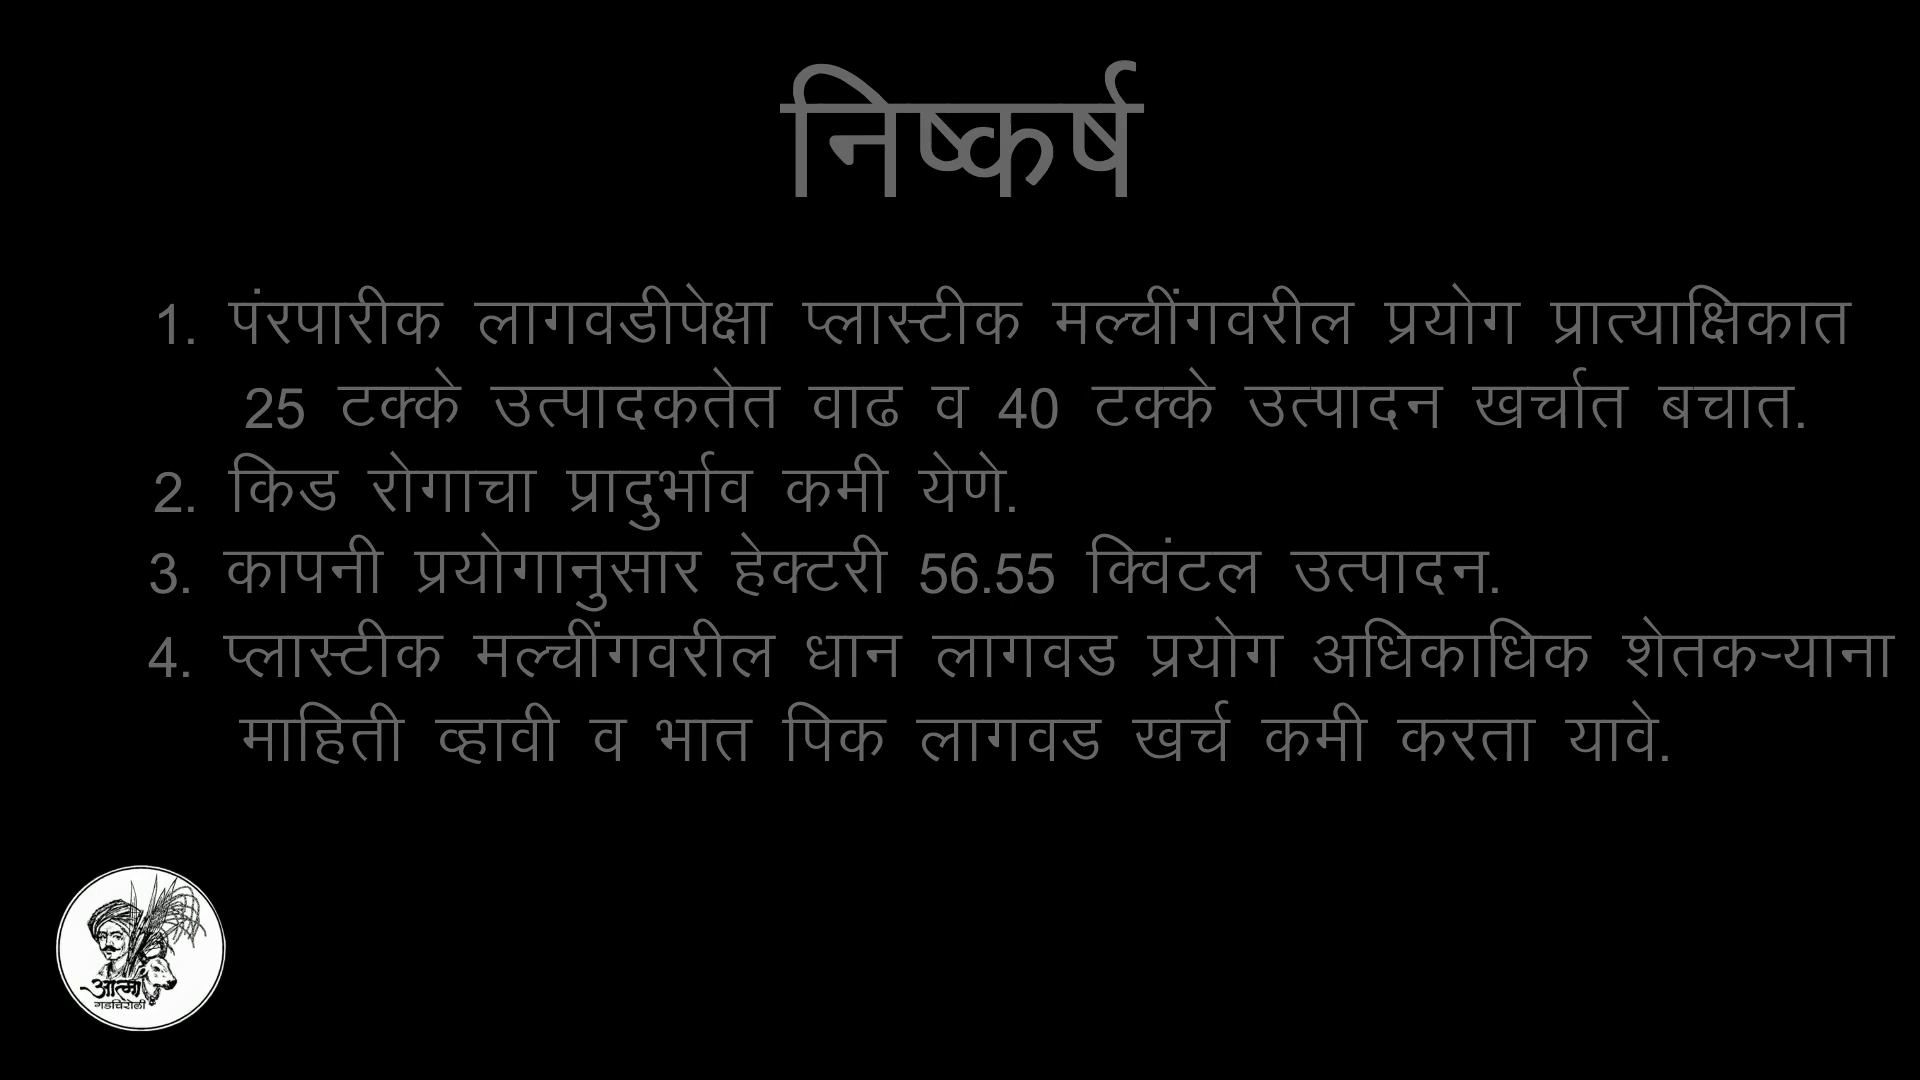 निष्कर्ष
1. पंरपारीक लागवडीपेक्षा प्लास्टीक मल्चींगवरील प्रयोग प्रात्याक्षिकात
25 टक्के उत्पादकतेत वाढ व 40 टक्के उत्पादन खर्चात बचात.
2. किड रोगाचा प्रादुर्भाव कमी येणे.
3. कापनी प्रयोगानुसार हेक्टरी 56.55 क्विंटल उत्पादन.
4. प्लास्टीक मल्चींगवरील धान लागवड प्रयोग अधिकाधिक शेतकऱ्याना
माहिती व्हावी व भात पिक लागवड खर्च कमी करता यावे.
आत्मा
गडचिरोली